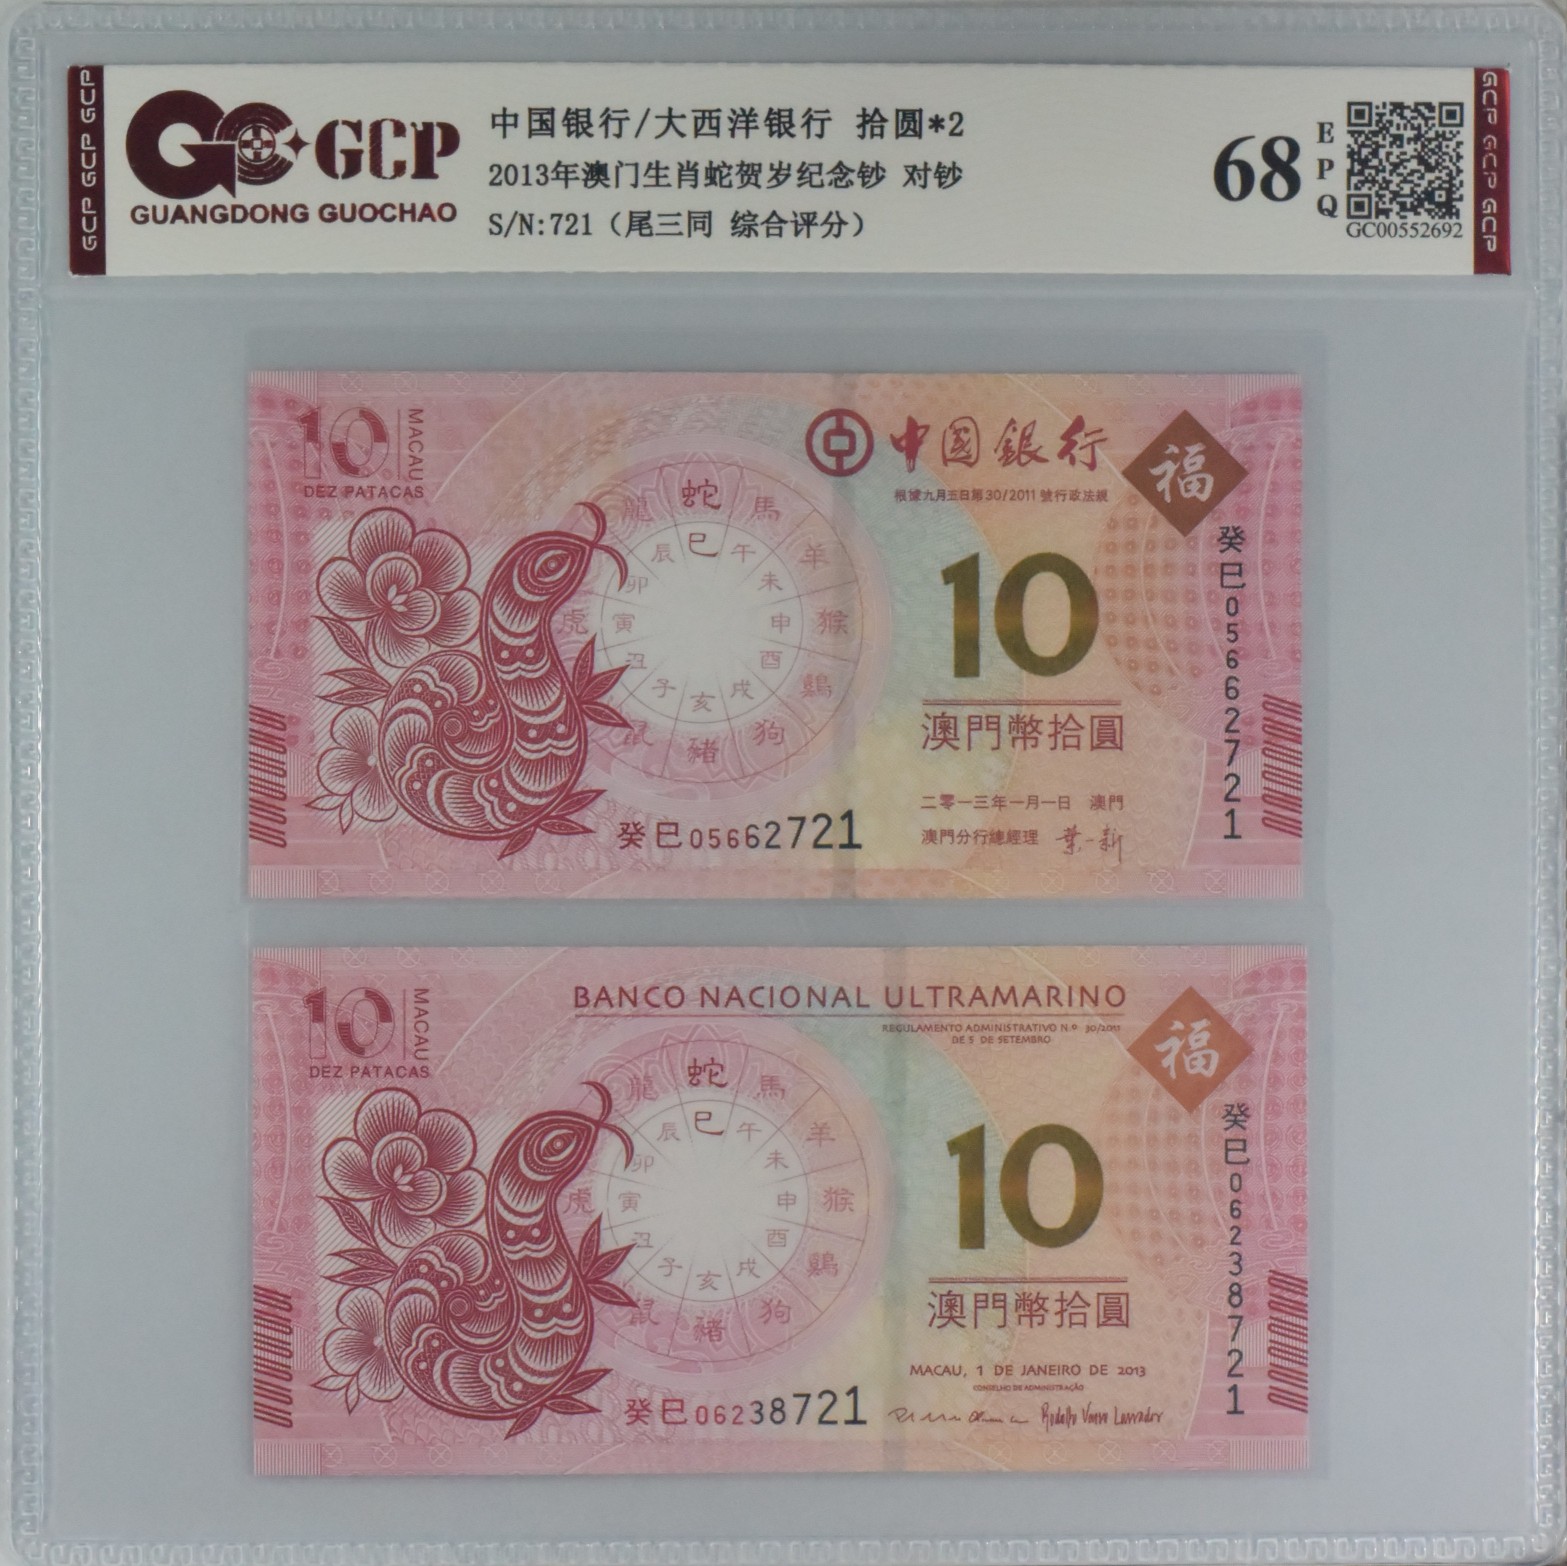 GCP
GUANGDONG GUOCHAO
中国银行/大西洋银行 拾圆*2
2013年澳门生肖蛇贺岁纪念钞 对钞
S/N:721（尾三同 综合评分）
68
EPQ
GC00552692
GCP GCP GCP
GCP GCP GCP
10
MACAU
DEZ PATACAS
中國銀行
根據九月五日第30/2011號行政法規
福
癸巳05662721
蛇 馬 羊 猴 鷄 狗 豬 鼠 虎 龍
巳 午 未 申 酉 戌 亥 子 丑 寅 卯 辰
10
澳門幣拾圓
二零一三年一月一日 澳門
澳門分行總經理
癸巳05662721
10
MACAU
DEZ PATACAS
BANCO NACIONAL ULTRAMARINO
REGULAMENTO ADMINISTRATIVO N.º 30/2011
DE 5 DE SETEMBRO
福
癸巳06238721
蛇 馬 羊 猴 鷄 狗 豬 鼠 虎 龍
巳 午 未 申 酉 戌 亥 子 丑 寅 卯 辰
10
澳門幣拾圓
MACAU, 1 DE JANEIRO DE 2013
CONSELHO DE ADMINISTRAÇÃO
癸巳06238721